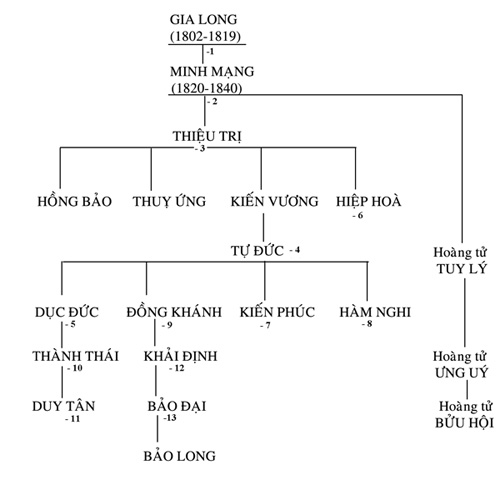 GIA LONG
(1802-1819)
-1
MINH MẠNG
(1820-1840)
- 2
THIỆU TRỊ
- 3
HỒNG BẢO THUỴ ỨNG KIẾN VƯƠNG HIỆP HOÀ
- 6
TỰ ĐỨC - 4
Hoàng tử
TUY LÝ
DỤC ĐỨC ĐỒNG KHÁNH KIẾN PHÚC HÀM NGHI
- 5 - 9 - 7 - 8
THÀNH THÁI KHẢI ĐỊNH Hoàng tử
- 10 - 12 ƯNG UÝ
DUY TÂN BẢO ĐẠI Hoàng tử
- 11 -13 BỬU HỘI
BẢO LONG